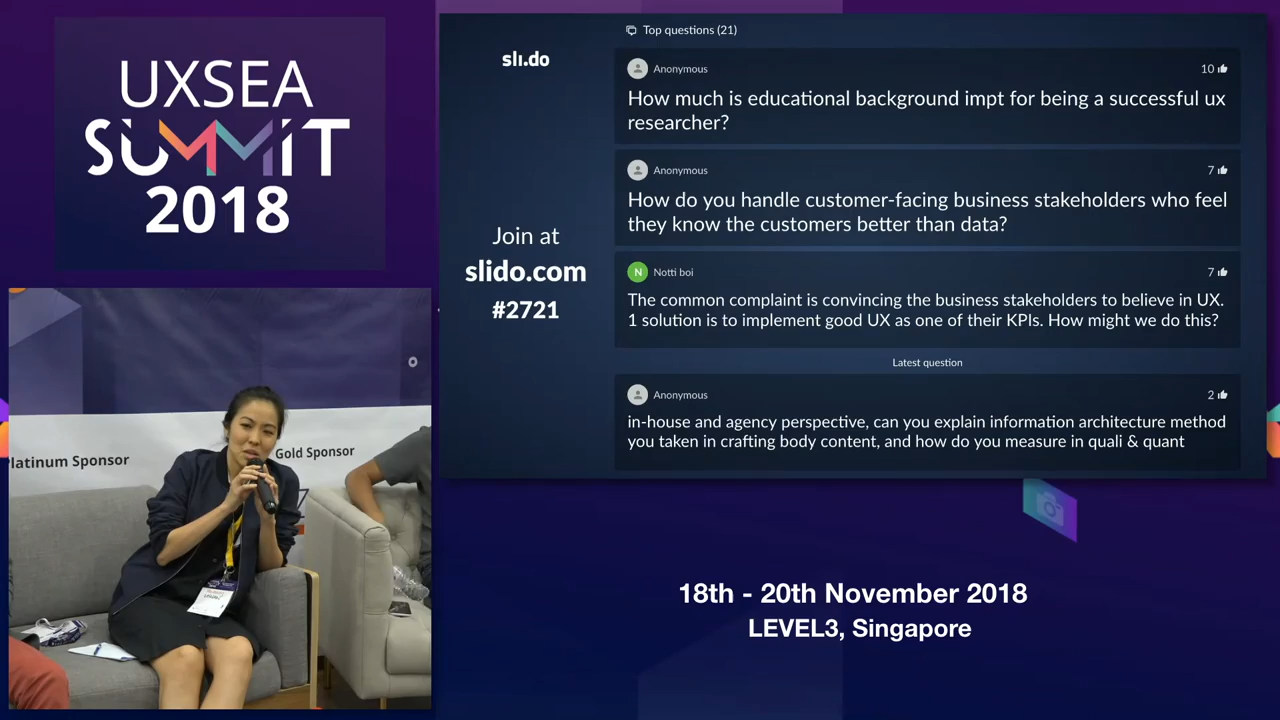 UXSEA
SUMMIT
2018
sli.do
Join at
slido.com
#2721
Top questions (21)
Anonymous
10
How much is educational background impt for being a successful ux
researcher?
Anonymous
7
How do you handle customer-facing business stakeholders who feel
they know the customers better than data?
N
Notti boi
7
The common complaint is convincing the business stakeholders to believe in UX.
1 solution is to implement good UX as one of their KPIs. How might we do this?
Latest question
Anonymous
2
in-house and agency perspective, can you explain information architecture method
you taken in crafting body content, and how do you measure in quali & quant
latinum Sponsor
Gold Sponsor
18th - 20th November 2018
LEVEL3, Singapore